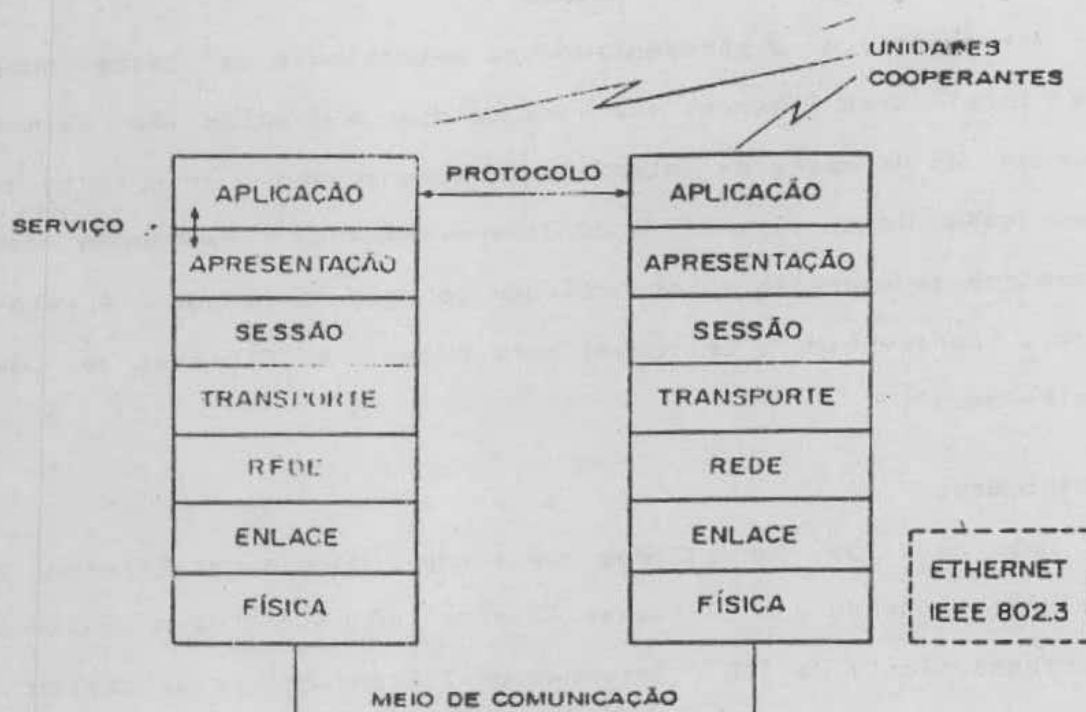 UNIDADES
COOPERANTES
PROTOCOLO
SERVIÇO
APLICAÇÃO
APRESENTAÇÃO
SESSÃO
TRANSPORTE
REDE
ENLACE
FÍSICA
APLICAÇÃO
APRESENTAÇÃO
SESSÃO
TRANSPORTE
REDE
ENLACE
FÍSICA
ETHERNET
IEEE 802.3
MEIO DE COMUNICAÇÃO